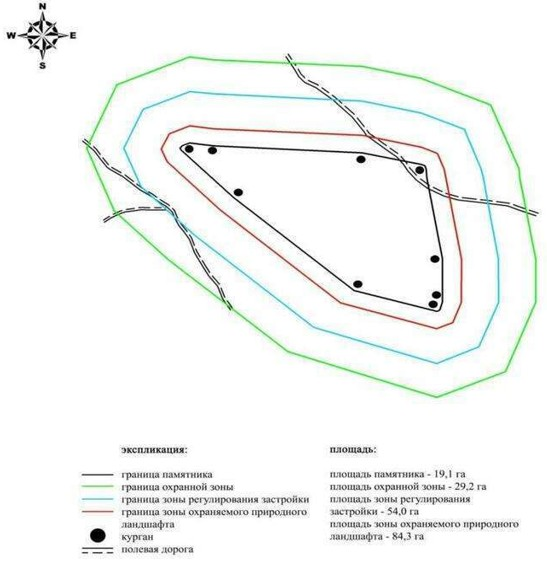 N
W E
S
экспликация:
граница памятника
граница охранной зоны
граница зоны регулирования застройки
граница зоны охраняемого природного
ландшафта
курган
полевая дорога
площадь:
площадь памятника - 19,1 га
площадь охранной зоны - 29,2 га
площадь зоны регулирования
застройки - 54,0 га
площадь зоны охраняемого природного
ландшафта - 84,3 га